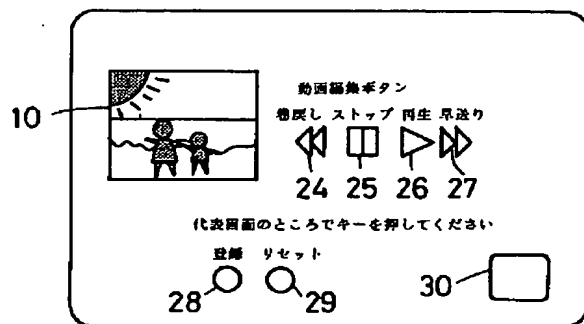 10
動画編集ボタン
巻戻し ストップ 再生 早送り
24 25 26 27
代表画面のところでキーを押してください
登録 リセット
28 29 30